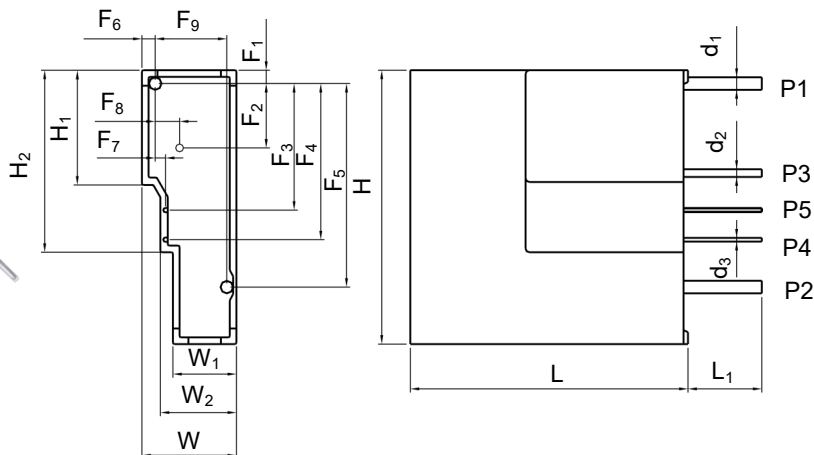 F₆ F₉ F₁
F₈ F₂
F₇ F₃ F₄ F₅
H₂ H₁ H
W₁
W₂
W
L L₁
d₁ P1
d₂ P3
P5
P4
d₃ P2